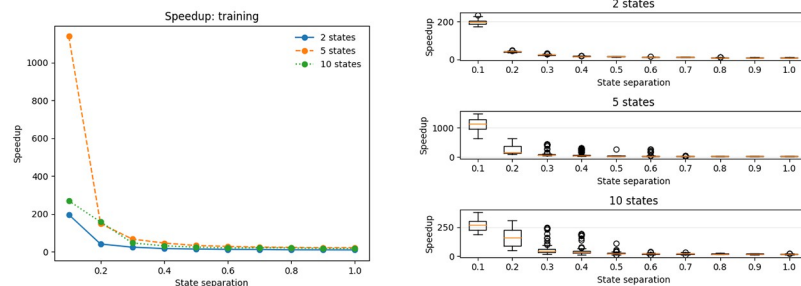 Speedup: training
2 states
5 states
10 states
1000
800
600
400
200
0
Speedup
0.2 0.4 0.6 0.8 1.0
State separation
2 states
200
0
Speedup
0.1 0.2 0.3 0.4 0.5 0.6 0.7 0.8 0.9 1.0
State separation
5 states
1000
0
Speedup
0.1 0.2 0.3 0.4 0.5 0.6 0.7 0.8 0.9 1.0
State separation
10 states
250
0
Speedup
0.1 0.2 0.3 0.4 0.5 0.6 0.7 0.8 0.9 1.0
State separation